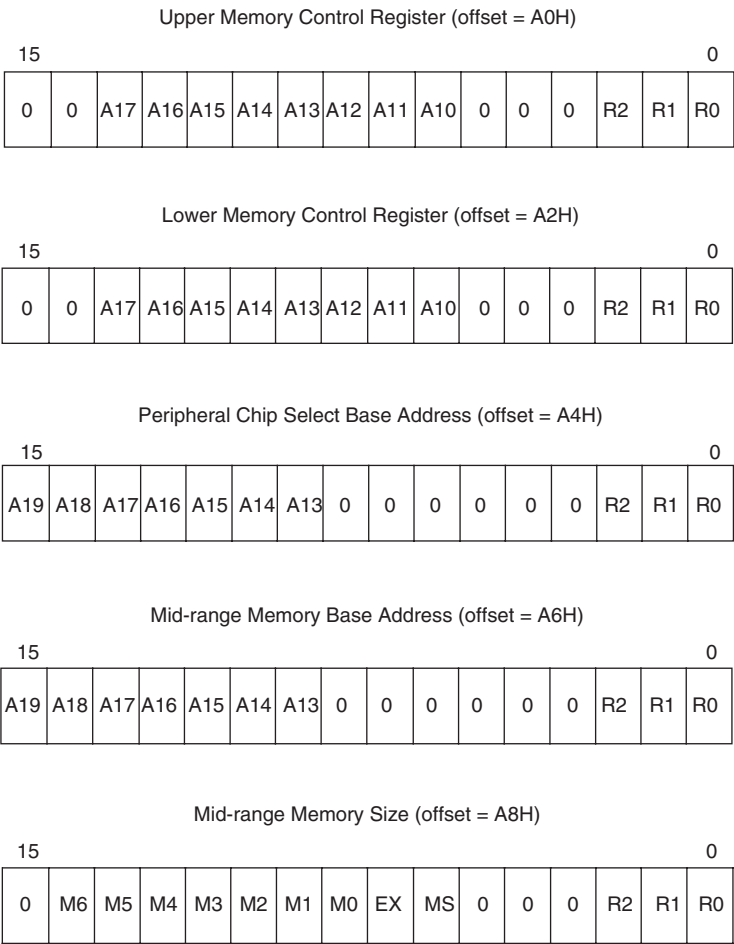 Upper Memory Control Register (offset = A0H)
15 0
0 0 A17 A16 A15 A14 A13 A12 A11 A10 0 0 0 R2 R1 R0
Lower Memory Control Register (offset = A2H)
15 0
0 0 A17 A16 A15 A14 A13 A12 A11 A10 0 0 0 R2 R1 R0
Peripheral Chip Select Base Address (offset = A4H)
15 0
A19 A18 A17 A16 A15 A14 A13 0 0 0 0 0 0 R2 R1 R0
Mid-range Memory Base Address (offset = A6H)
15 0
A19 A18 A17 A16 A15 A14 A13 0 0 0 0 0 0 R2 R1 R0
Mid-range Memory Size (offset = A8H)
15 0
0 M6 M5 M4 M3 M2 M1 M0 EX MS 0 0 0 R2 R1 R0